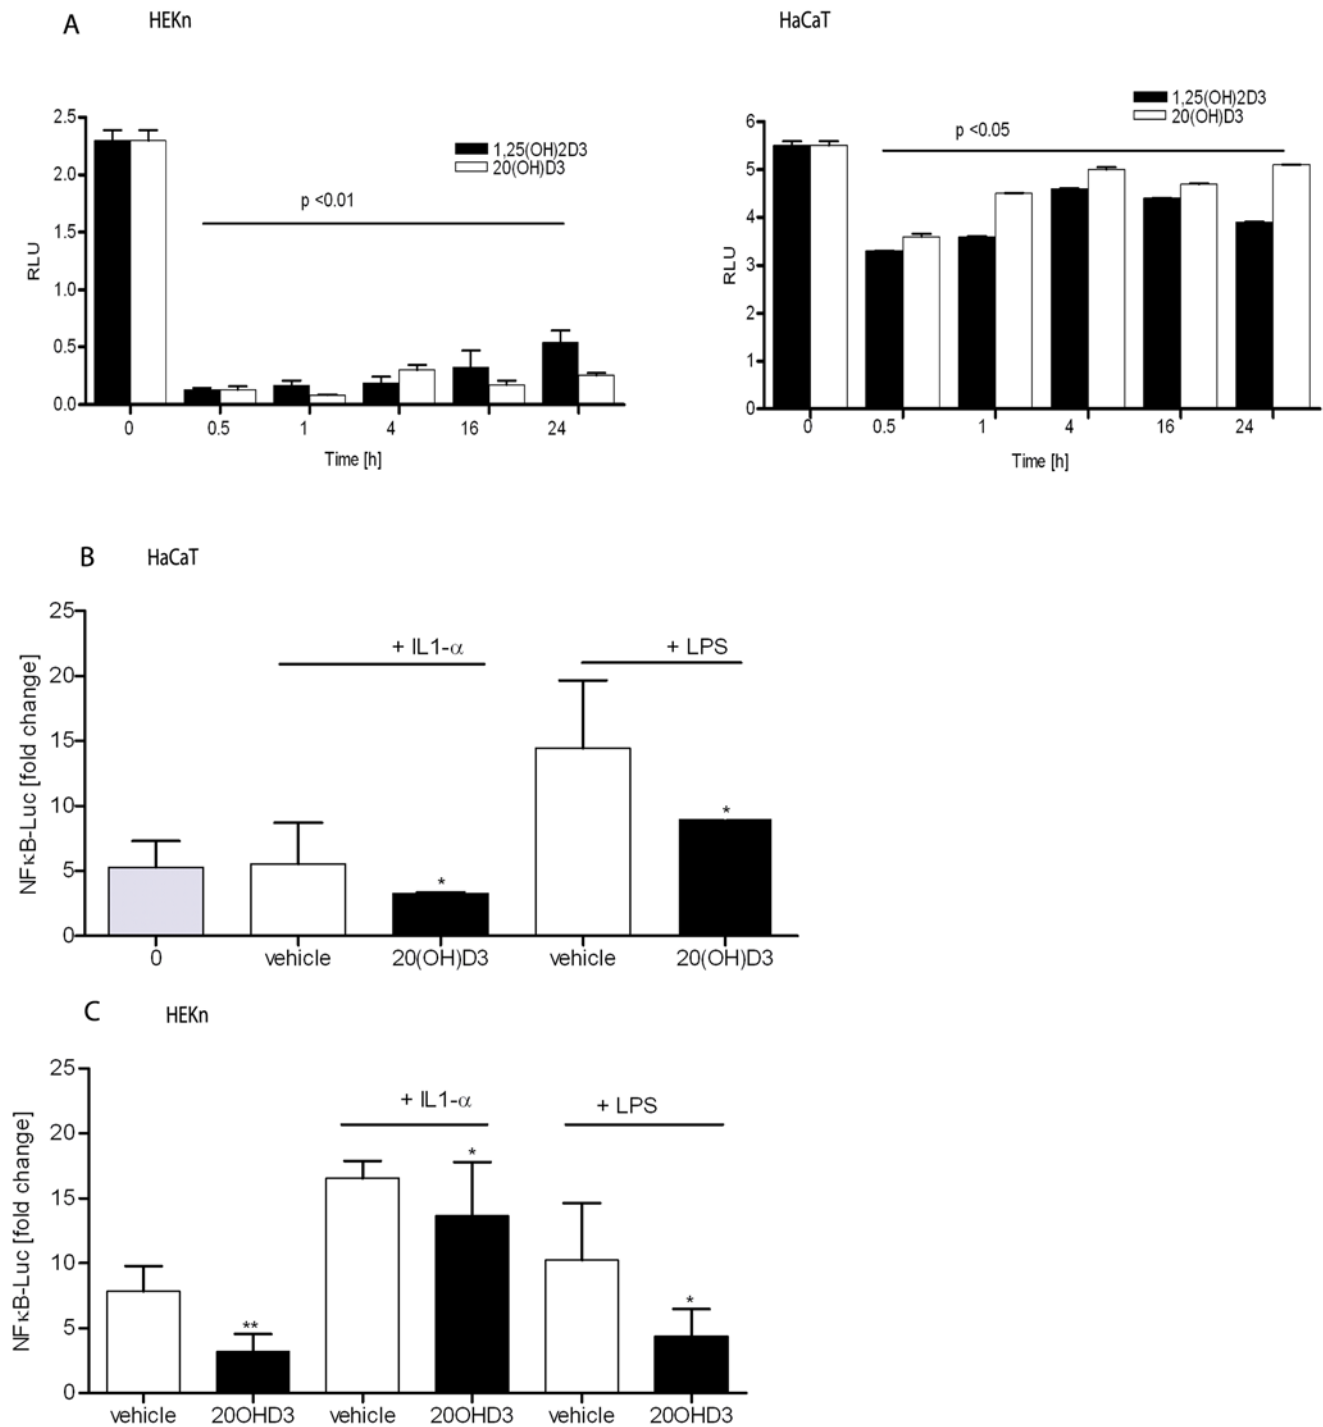 A HEKn HaCaT
2.5
2.0
1.5
1.0
0.5
0.0
RLU
1,25(OH)2D3
20(OH)D3
p <0.01
0 0.5 1 4 16 24
Time [h]
6
5
4
3
2
1
0
RLU
1,25(OH)2D3
20(OH)D3
p <0.05
0 0.5 1 4 16 24
Time [h]
B HaCaT
25
20
15
10
5
0
NFκB-Luc [fold change]
+ IL1-α + LPS
* *
0 vehicle 20(OH)D3 vehicle 20(OH)D3
C HEKn
25
20
15
10
5
0
NFκB-Luc [fold change]
+ IL1-α + LPS
** * *
vehicle 20OHD3 vehicle 20OHD3 vehicle 20OHD3